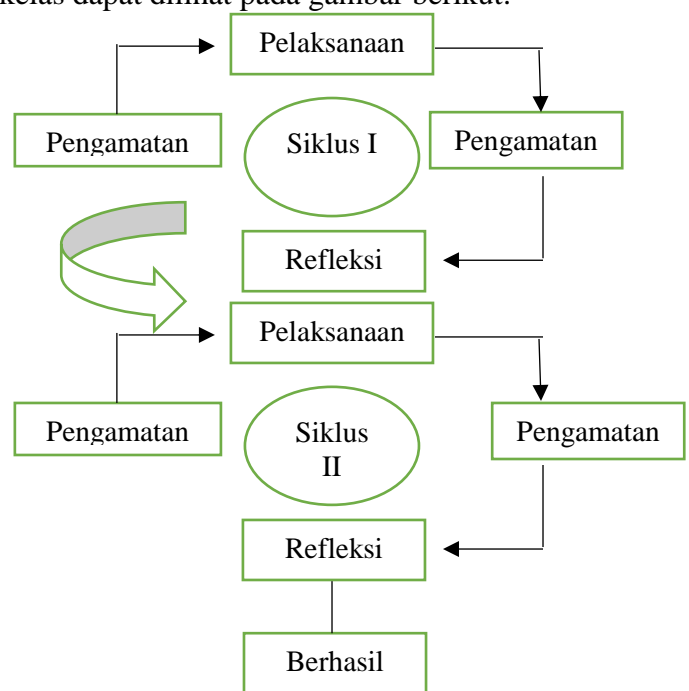 kelas dapat dilihat pada gambar berikut:
Pelaksanaan
Pengamatan
Siklus I
Pengamatan
Refleksi
Pelaksanaan
Pengamatan
Siklus
II
Pengamatan
Refleksi
Berhasil